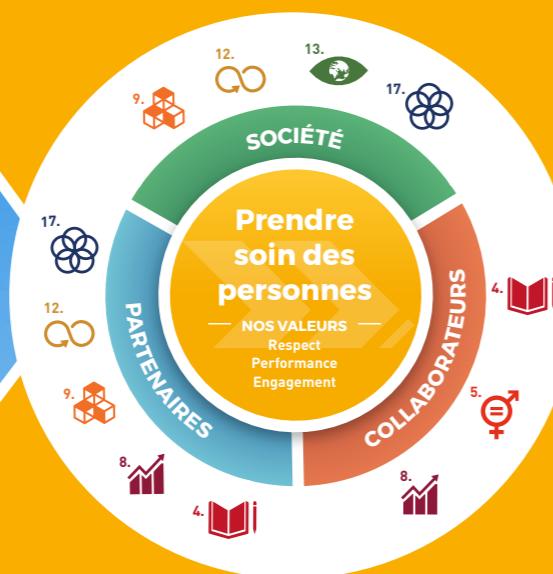 12.
13.
9.
17.
SOCIÉTÉ
17.
12.
9.
8.
4.
PARTENAIRES
Prendre
soin des
personnes
NOS VALEURS
Respect
Performance
Engagement
COLLABORATEURS
4.
5.
8.